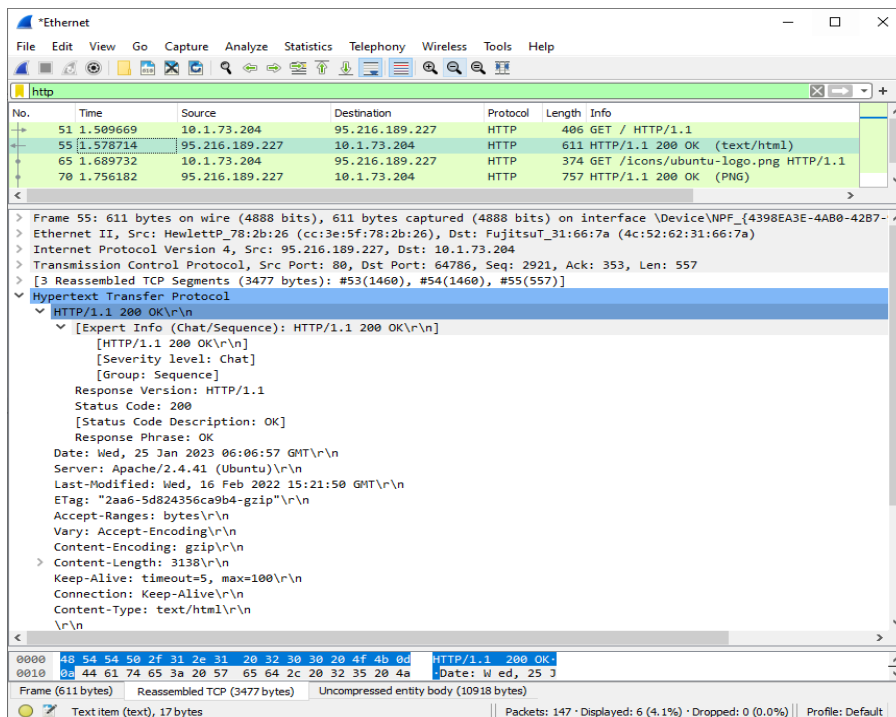 *Ethernet
File Edit View Go Capture Analyze Statistics Telephony Wireless Tools Help
http
No. Time Source Destination Protocol Length Info
51 1.509669 10.1.73.204 95.216.189.227 HTTP 406 GET / HTTP/1.1
55 1.578714 95.216.189.227 10.1.73.204 HTTP 611 HTTP/1.1 200 OK (text/html)
65 1.689732 10.1.73.204 95.216.189.227 HTTP 374 GET /icons/ubuntu-logo.png HTTP/1.1
70 1.756182 95.216.189.227 10.1.73.204 HTTP 757 HTTP/1.1 200 OK (PNG)
Frame 55: 611 bytes on wire (4888 bits), 611 bytes captured (4888 bits) on interface \Device\NPF_{4398EA3E-4AB0-42B7-
Ethernet II, Src: HewlettP_78:2b:26 (cc:3e:5f:78:2b:26), Dst: FujitsuT_31:66:7a (4c:52:62:31:66:7a)
Internet Protocol Version 4, Src: 95.216.189.227, Dst: 10.1.73.204
Transmission Control Protocol, Src Port: 80, Dst Port: 64786, Seq: 2921, Ack: 353, Len: 557
[3 Reassembled TCP Segments (3477 bytes): #53(1460), #54(1460), #55(557)]
Hypertext Transfer Protocol
HTTP/1.1 200 OK\r\n
[Expert Info (Chat/Sequence): HTTP/1.1 200 OK\r\n]
[HTTP/1.1 200 OK\r\n]
[Severity level: Chat]
[Group: Sequence]
Response Version: HTTP/1.1
Status Code: 200
[Status Code Description: OK]
Response Phrase: OK
Date: Wed, 25 Jan 2023 06:06:57 GMT\r\n
Server: Apache/2.4.41 (Ubuntu)\r\n
Last-Modified: Wed, 16 Feb 2022 15:21:50 GMT\r\n
ETag: "2aa6-5d824356ca9b4-gzip"\r\n
Accept-Ranges: bytes\r\n
Vary: Accept-Encoding\r\n
Content-Encoding: gzip\r\n
Content-Length: 3138\r\n
Keep-Alive: timeout=5, max=100\r\n
Connection: Keep-Alive\r\n
Content-Type: text/html\r\n
\r\n
0000 48 54 54 50 2f 31 2e 31 20 32 30 30 20 4f 4b 0d HTTP/1.1 200 OK·
0010 0a 44 61 74 65 3a 20 57 65 64 2c 20 32 35 20 4a ·Date: W ed, 25 J
Frame (611 bytes) Reassembled TCP (3477 bytes) Uncompressed entity body (10918 bytes)
Text item (text), 17 bytes Packets: 147 · Displayed: 6 (4.1%) · Dropped: 0 (0.0%) Profile: Default